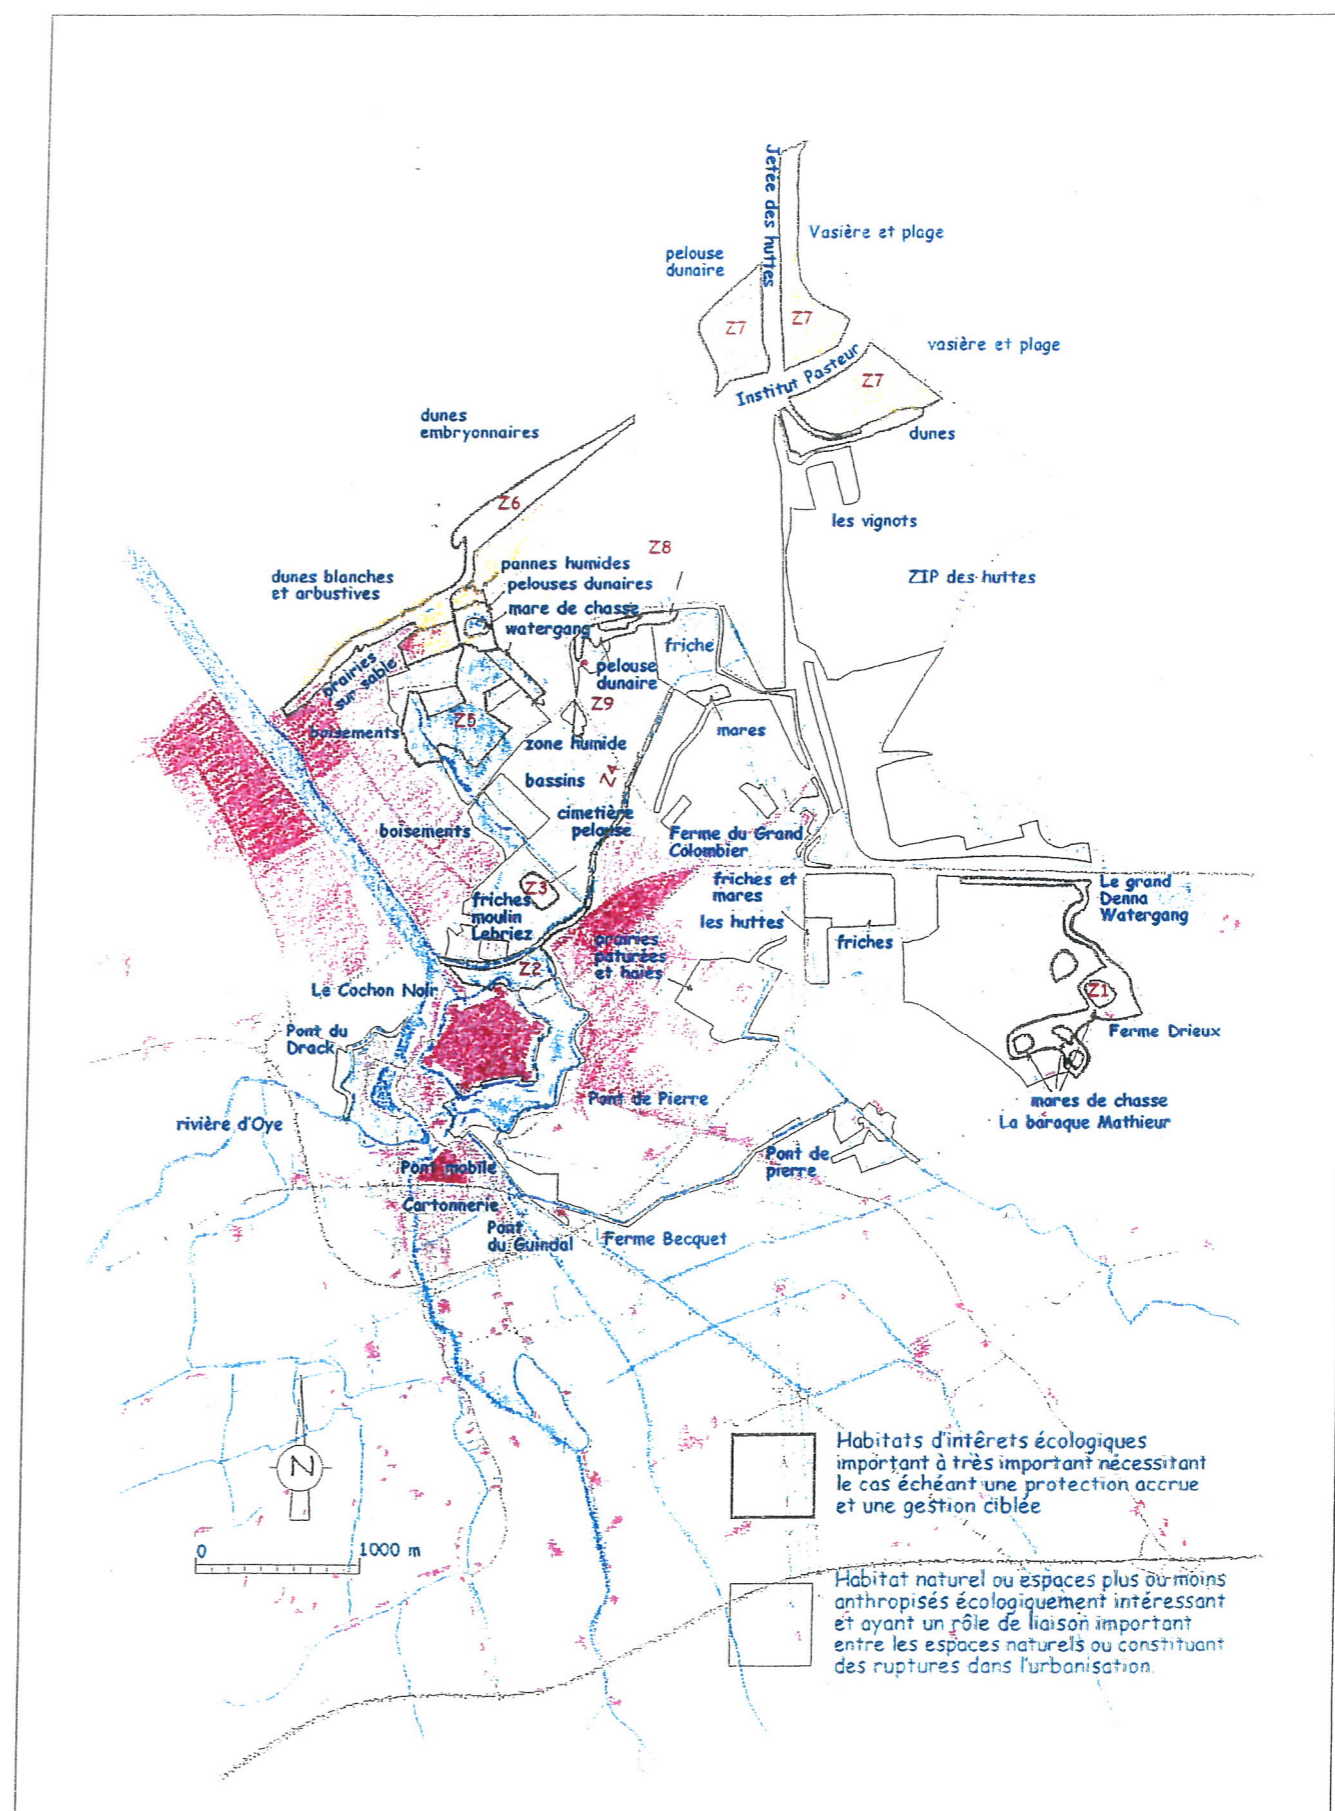 Jetée des huttes
Vasière et plage
pelouse
dunaire
Z7
Z7
vasière et plage
Institut Pasteur
Z7
dunes
embryonnaires
dunes
Z6
les vignots
Z8
pannes humides
dunes blanches
et arbustives
pelouses dunaires
ZIP des huttes
mare de chasse
watergang
friche
prairies
sur sable
pelouse
dunaire
Z9
Z5
boisements
mares
zone humide
bassins
Z4
cimetière
pelouse
boisements
Ferme du Grand
Colombier
friches et
mares
Z3
Le grand
Denna
Watergang
friches
moulin
Lebriez
les huttes
friches
prairies
paturées
et haies
Z2
Le Cochon Noir
Z1
Pont du
Drack
Ferme Drieux
Pont de Pierre
mares de chasse
La baraque Mathieur
rivière d'Oye
Pont de
pierre
Pont mobile
Cartonnerie
Pont
du Guindal
Ferme Becquet
Habitats d'intêrets écologiques
important à très important nécessitant
le cas échéant une protection accrue
et une gestion ciblée
N
0 1000 m
Habitat naturel ou espaces plus ou moins
anthropisés écologiquement intéressant
et ayant un rôle de liaison important
entre les espaces naturels ou constituant
des ruptures dans l'urbanisation.